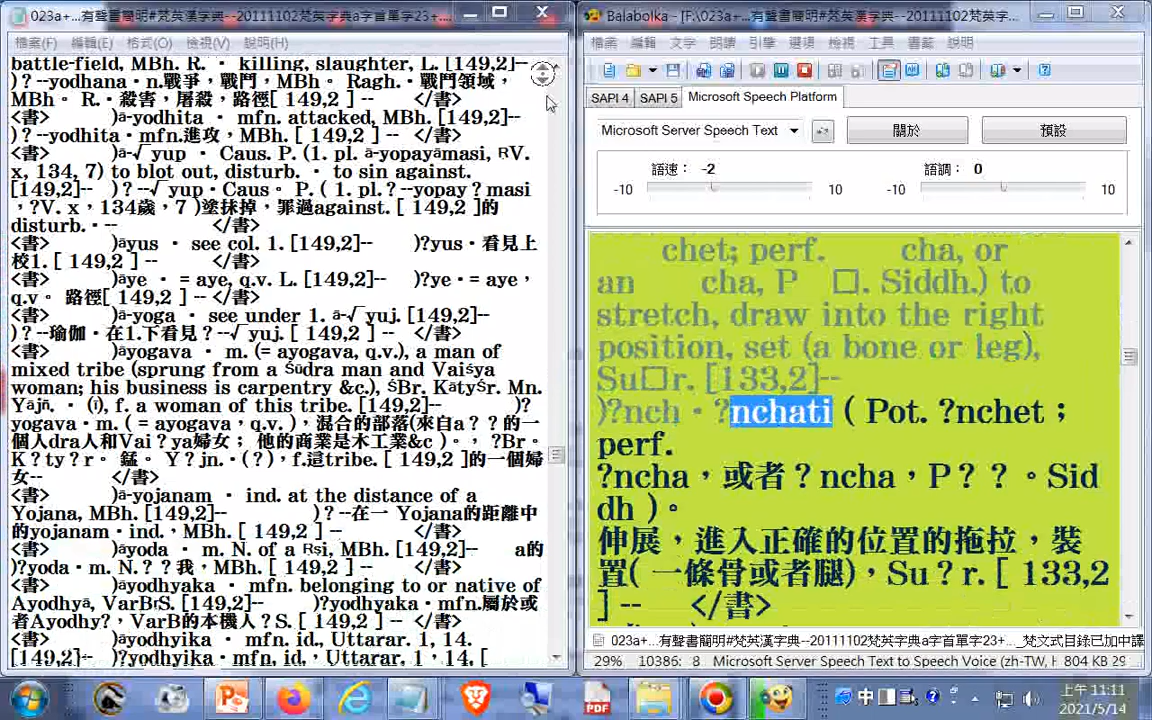 023a+...有聲書簡明#梵英漢字典--20111102梵英字典a字首單字23+...
檔案(F) 編輯(E) 格式(O) 檢視(V) 說明(H)
battle-field, MBh. R. • killing, slaughter, L. [149,2]--
)? --yodhana • n.戰爭，戰鬥，MBh。 Ragh.•戰鬥領域，
MBh。 R.•殺害，屠殺，路徑[ 149,2 ] -- </書>
<書> )ā-yodhita • mfn. attacked, MBh. [149,2]--
)? --yodhita • mfn.進攻，MBh. [ 149,2 ] </書>
<書> )ā-√yup • Caus. P. (1. pl. ā-yopayāmasi, RV.
x, 134, 7) to blot out, disturb. • to sin against.
[149,2]-- )? --√yup•Caus。 P. ( 1. pl.? --yopay？masi
，?V. x，134歲，7 )塗抹掉，罪過against. [ 149,2 ]的
disturb.•-- </書>
<書> )āyus • see col. 1. [149,2]-- )?yus•看見上
校1. [ 149,2 ] -- </書>
<書> )āye • = aye, q.v. L. [149,2]-- )?ye•= aye，
q.v。 路徑[ 149,2 ] -- </書>
<書> )ā-yoga • see under 1. ā-√yuj. [149,2]--
)? --瑜伽•在1.下看見？--√yuj. [ 149,2 ] </書>
<書> )āyogava • m. (= ayogava, q.v.), a man of
mixed tribe (sprung from a Śūdra man and Vaiśya
woman; his business is carpentry &c.), ŚBr. KātyŚr. Mn.
Yājñ. • (ī), f. a woman of this tribe. [149,2]-- )?
yogava•m. ( = ayogava，q.v. )，混合的部落(來自a？？的一
個人dra人和Vai？ya婦女； 他的商業是木工業&c )。，?Br。
K？ty？r。 錳。 Y？jn.•(？)，f.這tribe. [ 149,2 ]的一個婦
女-- </書>
<書> )ā-yojanam • ind. at the distance of a
Yojana, MBh. [149,2]-- )? --在一 Yojana的距離中
的yojanam•ind，MBh. [ 149,2 ] -- </書>
<書> )āyoda • m. N. of a Ṛṣi, MBh. [149,2]-- a的
)?yoda•m. N.？？我，MBh. [ 149,2 ] -- </書>
<書> )āyodhyaka • mfn. belonging to or native of
Ayodhyā, VarBṛS. [149,2]-- )?yodhyaka•mfn.屬於或
者Ayodhy?，VarB的本機人？S. [ 149,2 ] </書>
<書> )āyodhyika • mfn. id., Uttarar. 1, 14.
[149,2]-- )?yodhyika•mfn. id.，Uttarar. 1，14. [
Balabolka - [F:\023a+...有聲書簡明#梵英漢字典--20111102梵英字...
檔案 編輯 文字 朗讀 引擎 選項 檢視 工具 書籤 說明
SAPI 4 SAPI 5 Microsoft Speech Platform
Microsoft Server Speech Text 關於 預設
語速： -2 語調： 0
-10 10 -10 10
chet; perf. cha, or
an cha, P □. Siddh.) to
stretch, draw into the right
position, set (a bone or leg),
Su□r. [133,2]--
)?nch • ?nchati ( Pot. ?nchet；
perf.
?ncha，或者？ncha，P？？。Sid
dh )。
伸展，進入正確的位置的拖拉，裝
置( 一條骨或者腿)，Su？r. [ 133,2
] -- </書>
023a+...有聲書簡明#梵英漢字典--20111102梵英字典a字首單字23+..._梵文式目錄已加中譯
29% 10386: 8 Microsoft Server Speech Text to Speech Voice (zh-TW, H 804 KB 29
中
上午 11:11
2021/5/14